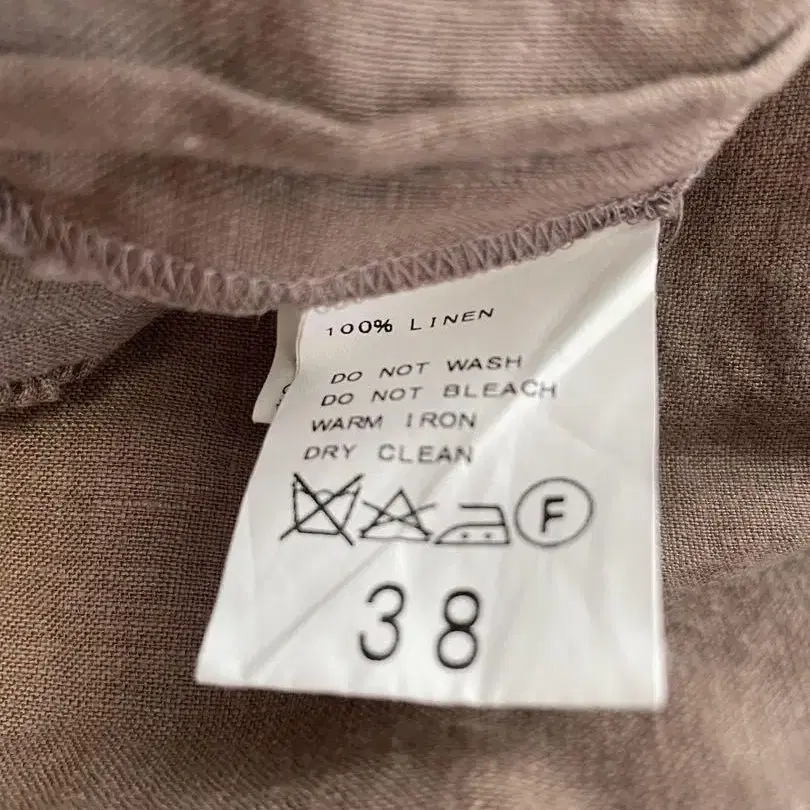 100% LINEN
DO NOT WASH
DO NOT BLEACH
WARM IRON
DRY CLEAN
F
38